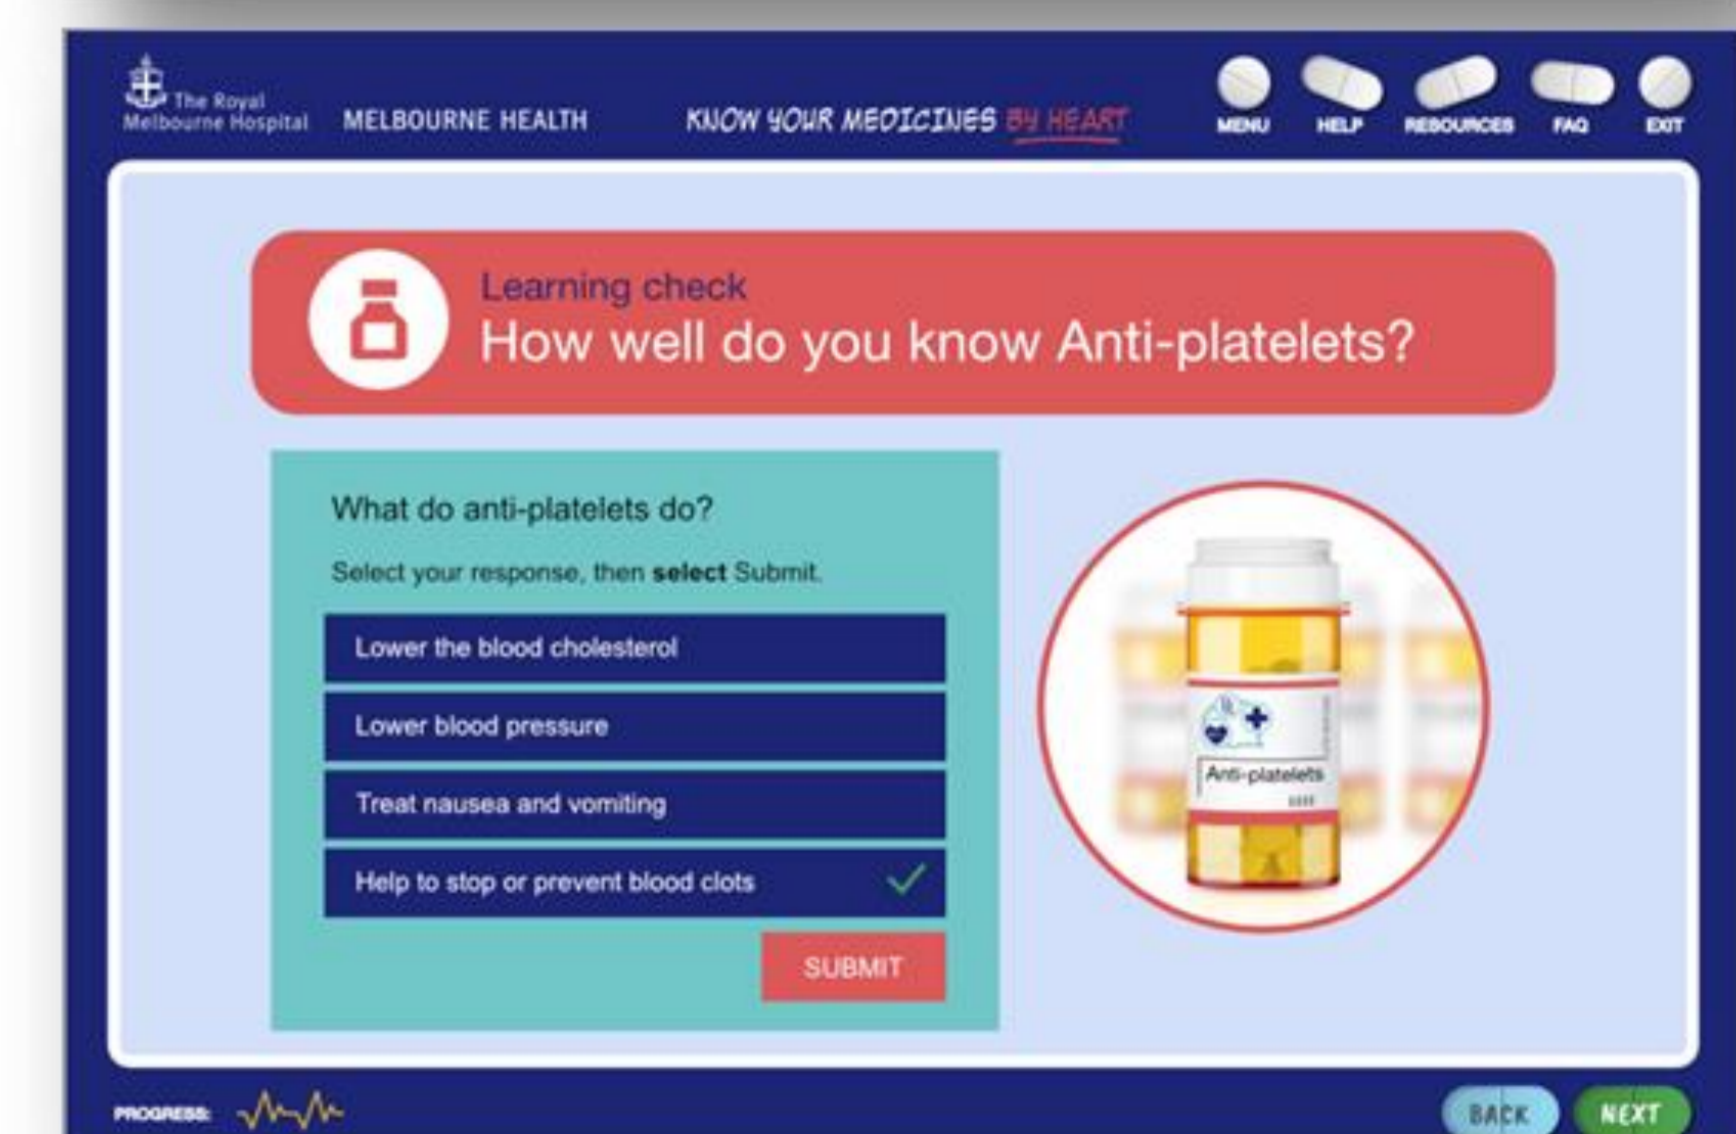 The Royal
Melbourne Hospital
MELBOURNE HEALTH
KNOW YOUR MEDICINES BY HEART
MENU
HELP
RESOURCES
FAQ
EXIT
Learning check
How well do you know Anti-platelets?
What do anti-platelets do?
Select your response, then select Submit.
Lower the blood cholesterol
Lower blood pressure
Treat nausea and vomiting
Help to stop or prevent blood clots
SUBMIT
Anti-platelets
PROGRESS:
BACK
NEXT